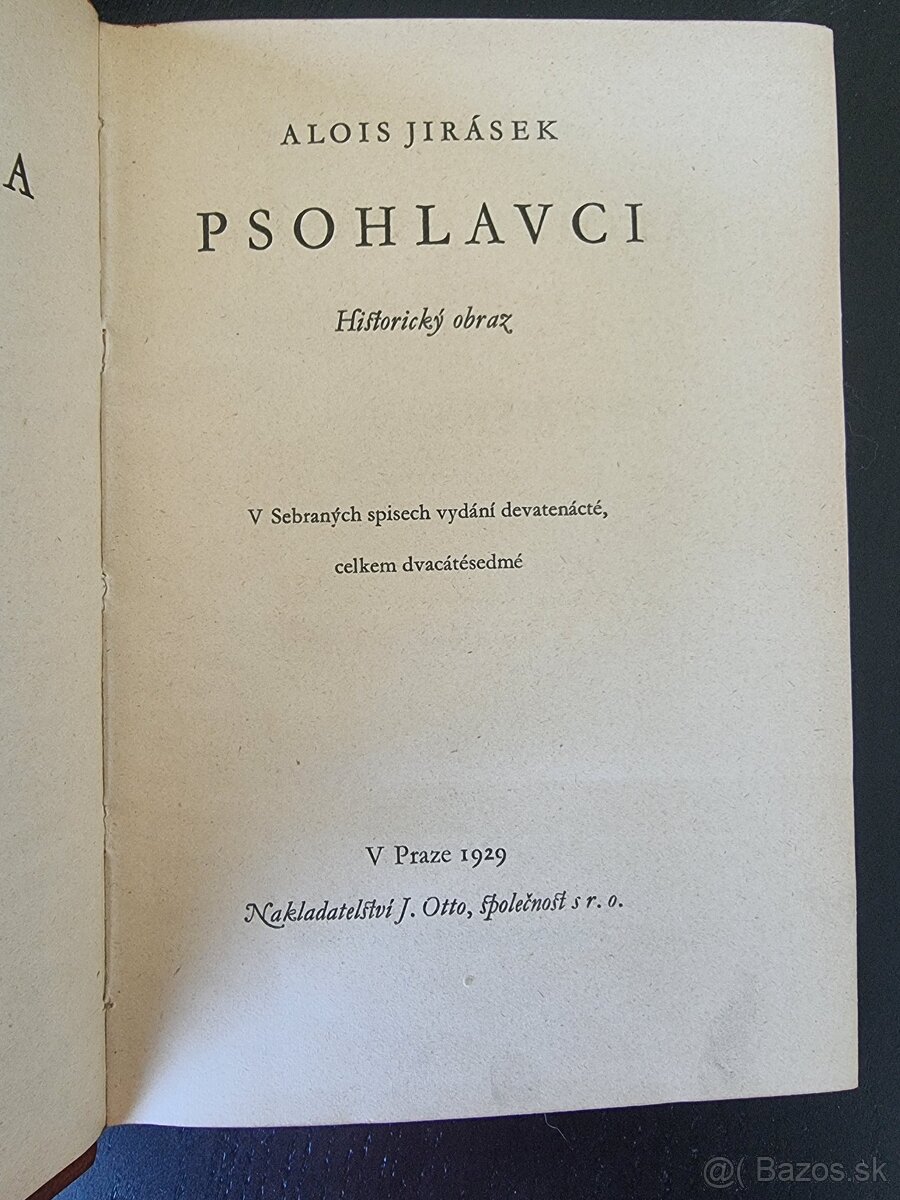 A
ALOIS JIRÁSEK
PSOHLAVCI
Historický obraz
V Sebraných spisech vydání devatenácté,
celkem dvacátésedmé
V Praze 1929
Nakladatelství J. Otto, společnost s r. o.
@( Bazos.sk